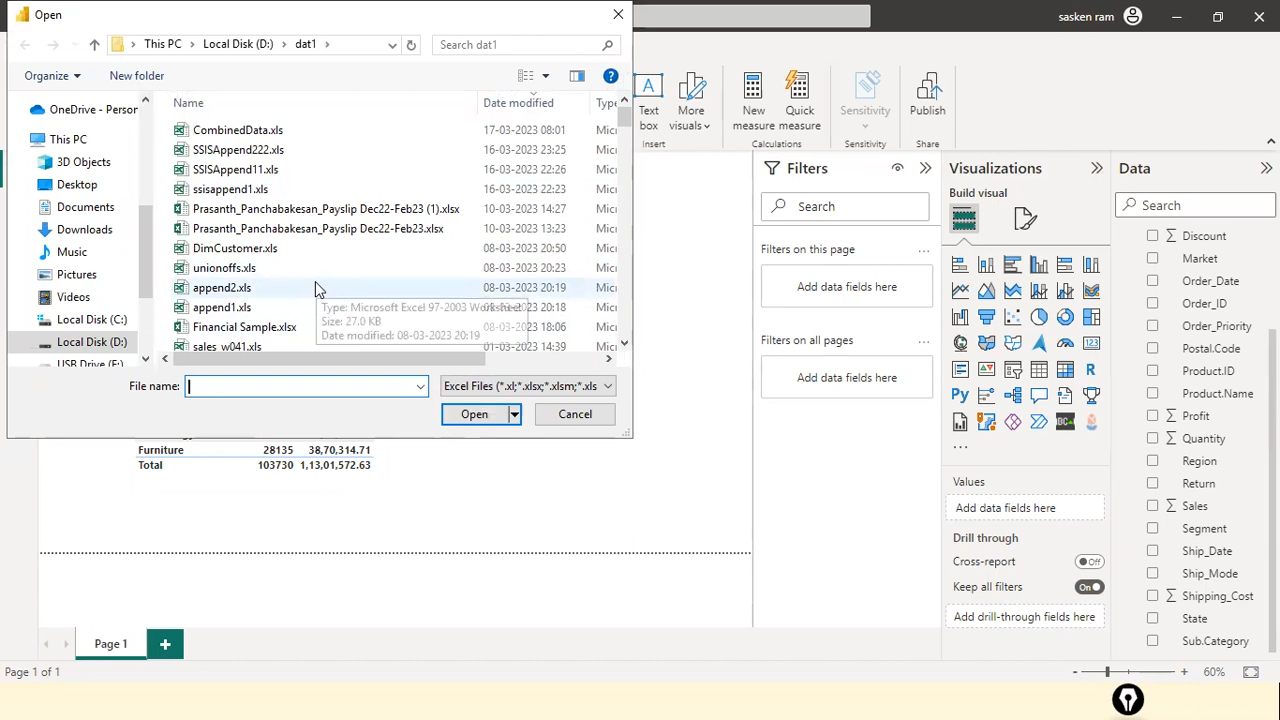 Open
sasken ram
This PC > Local Disk (D:) > dat1 >
Search dat1
Organize
New folder
OneDrive - Person
This PC
3D Objects
Desktop
Documents
Downloads
Music
Pictures
Videos
Local Disk (C:)
Local Disk (D:)
USB Drive (E:)
Name
Date modified
CombinedData.xls 17-03-2023 08:01
SSISAppend222.xls 16-03-2023 23:25
SSISAppend11.xls 16-03-2023 22:26
ssisappend1.xls 16-03-2023 22:23
Prasanth_Panchabakesan_Payslip Dec22-Feb23 (1).xlsx 10-03-2023 14:27
Prasanth_Panchabakesan_Payslip Dec22-Feb23.xlsx 10-03-2023 13:23
DimCustomer.xls 08-03-2023 20:50
unionoffs.xls 08-03-2023 20:23
append2.xls 08-03-2023 20:19
append1.xls 08-03-2023 20:18
Financial Sample.xlsx 08-03-2023 18:06
sales_w041.xls 01-03-2023 14:39
Type: Microsoft Excel 97-2003 Worksheet
Size: 27.0 KB
Date modified: 08-03-2023 20:19
File name:
Excel Files (*.xl;*.xlsx;*.xlsm;*.xls
Open
Cancel
Text box
More visuals
New measure
Quick measure
Sensitivity
Publish
Insert
Calculations
Sensitivity
Share
Furniture 28135 38,70,314.71
Total 103730 1,13,01,572.63
Filters
Search
Filters on this page
Add data fields here
Filters on all pages
Add data fields here
Visualizations
Build visual
Values
Add data fields here
Drill through
Cross-report
Off
Keep all filters
On
Add drill-through fields here
Data
Search
Discount
Market
Order_Date
Order_ID
Order_Priority
Postal.Code
Product.ID
Product.Name
Profit
Quantity
Region
Return
Sales
Segment
Ship_Date
Ship_Mode
Shipping_Cost
State
Sub.Category
Page 1
Page 1 of 1
60%